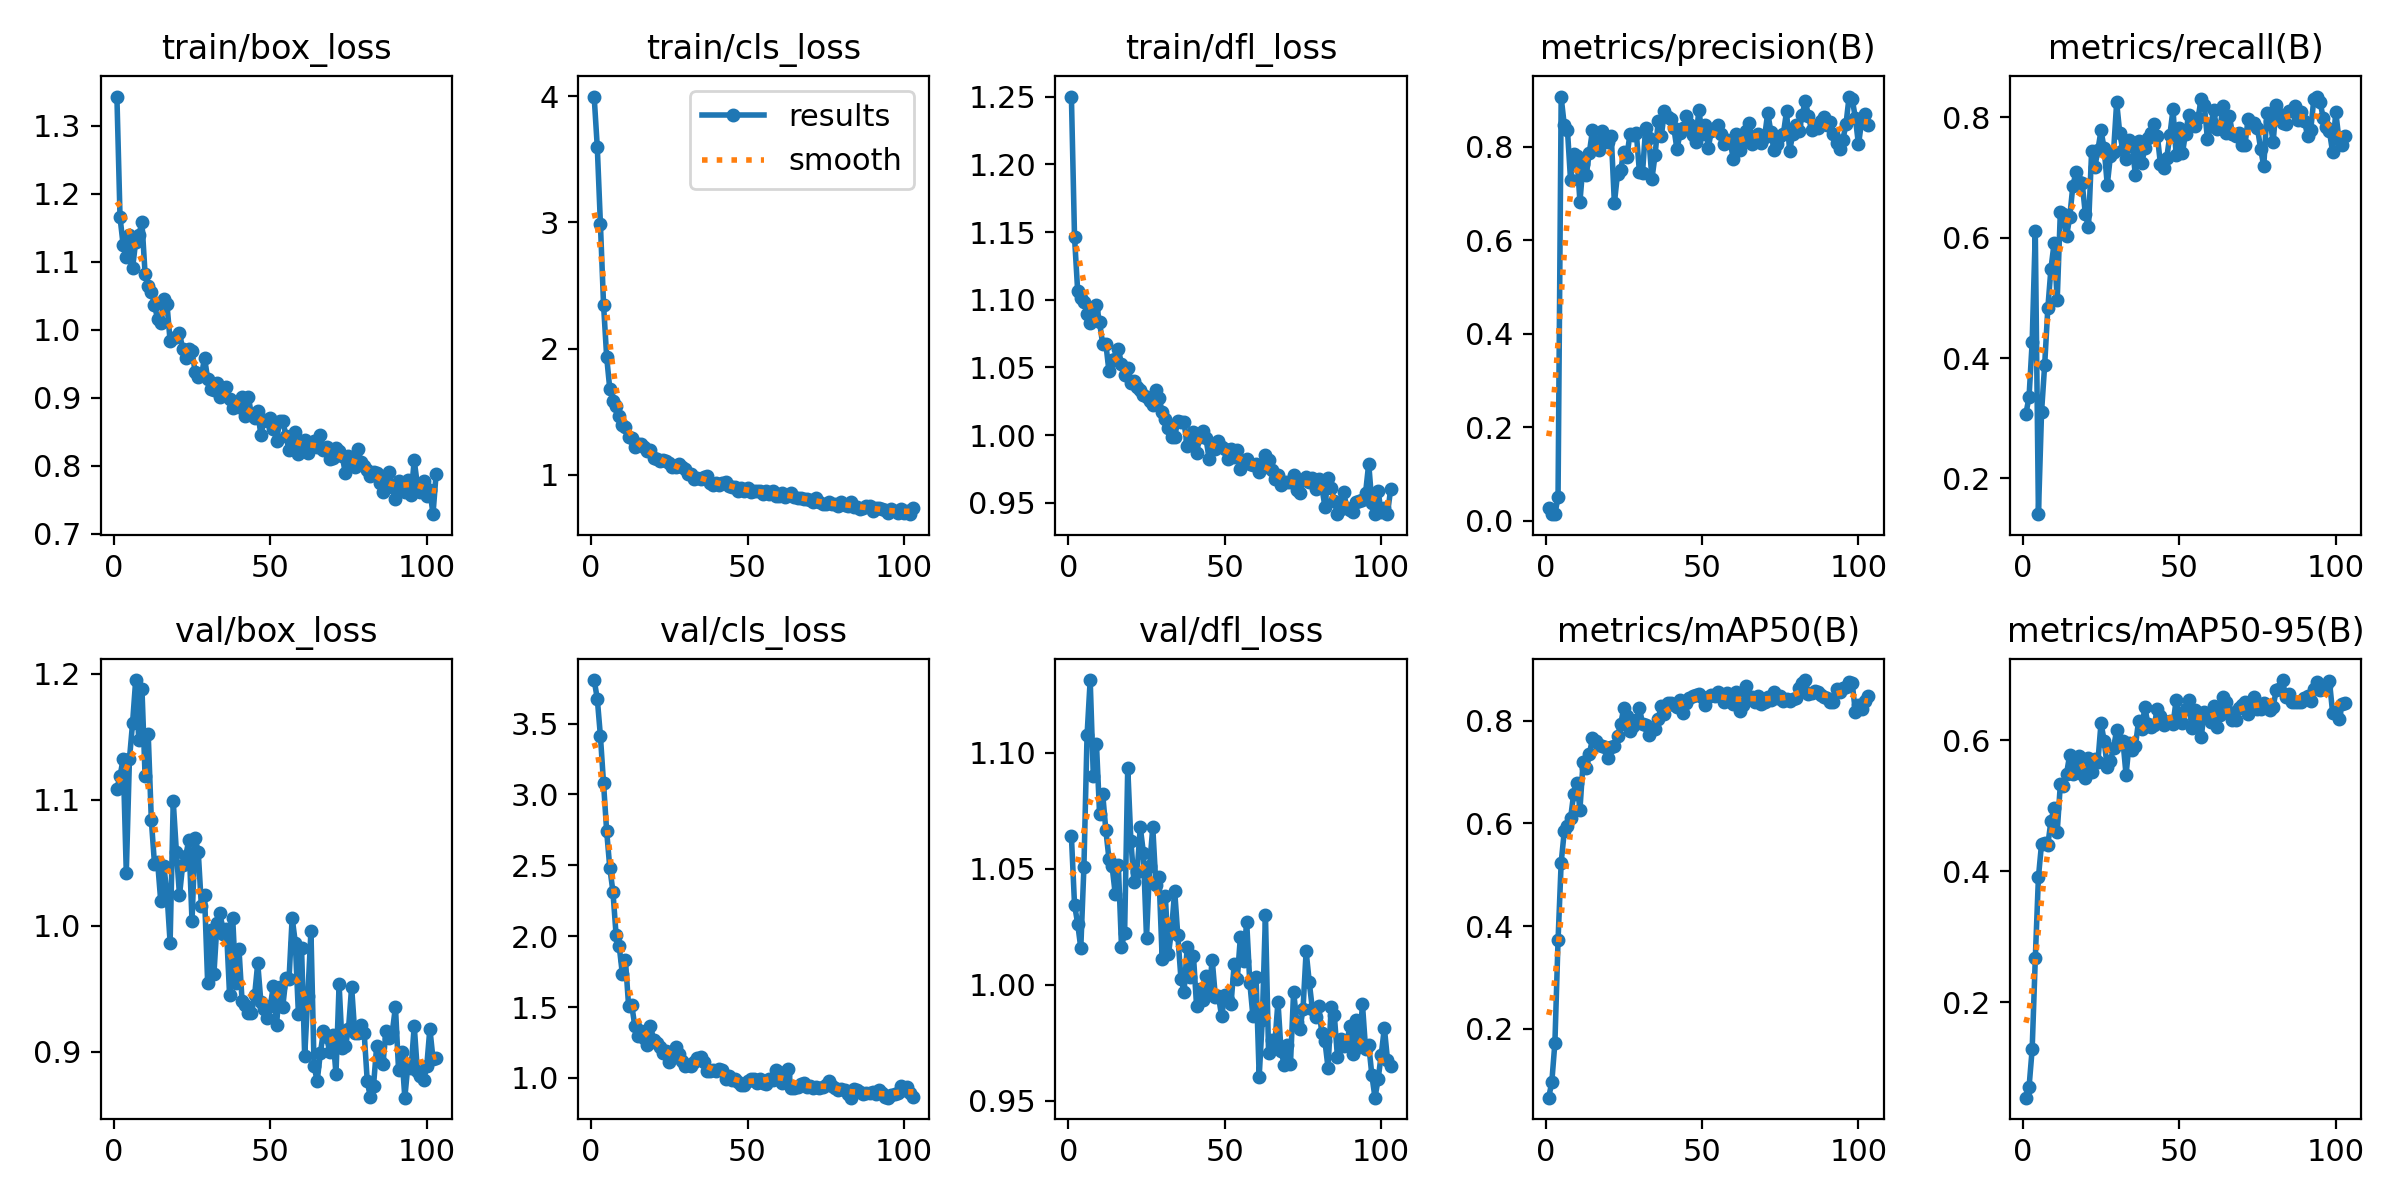 train/box_loss
1.3
1.2
1.1
1.0
0.9
0.8
0.7
0 50 100
train/cls_loss
results
smooth
4
3
2
1
0 50 100
train/dfl_loss
1.25
1.20
1.15
1.10
1.05
1.00
0.95
0 50 100
metrics/precision(B)
0.8
0.6
0.4
0.2
0.0
0 50 100
metrics/recall(B)
0.8
0.6
0.4
0.2
0 50 100
val/box_loss
1.2
1.1
1.0
0.9
0 50 100
val/cls_loss
3.5
3.0
2.5
2.0
1.5
1.0
0 50 100
val/dfl_loss
1.10
1.05
1.00
0.95
0 50 100
metrics/mAP50(B)
0.8
0.6
0.4
0.2
0 50 100
metrics/mAP50-95(B)
0.6
0.4
0.2
0 50 100